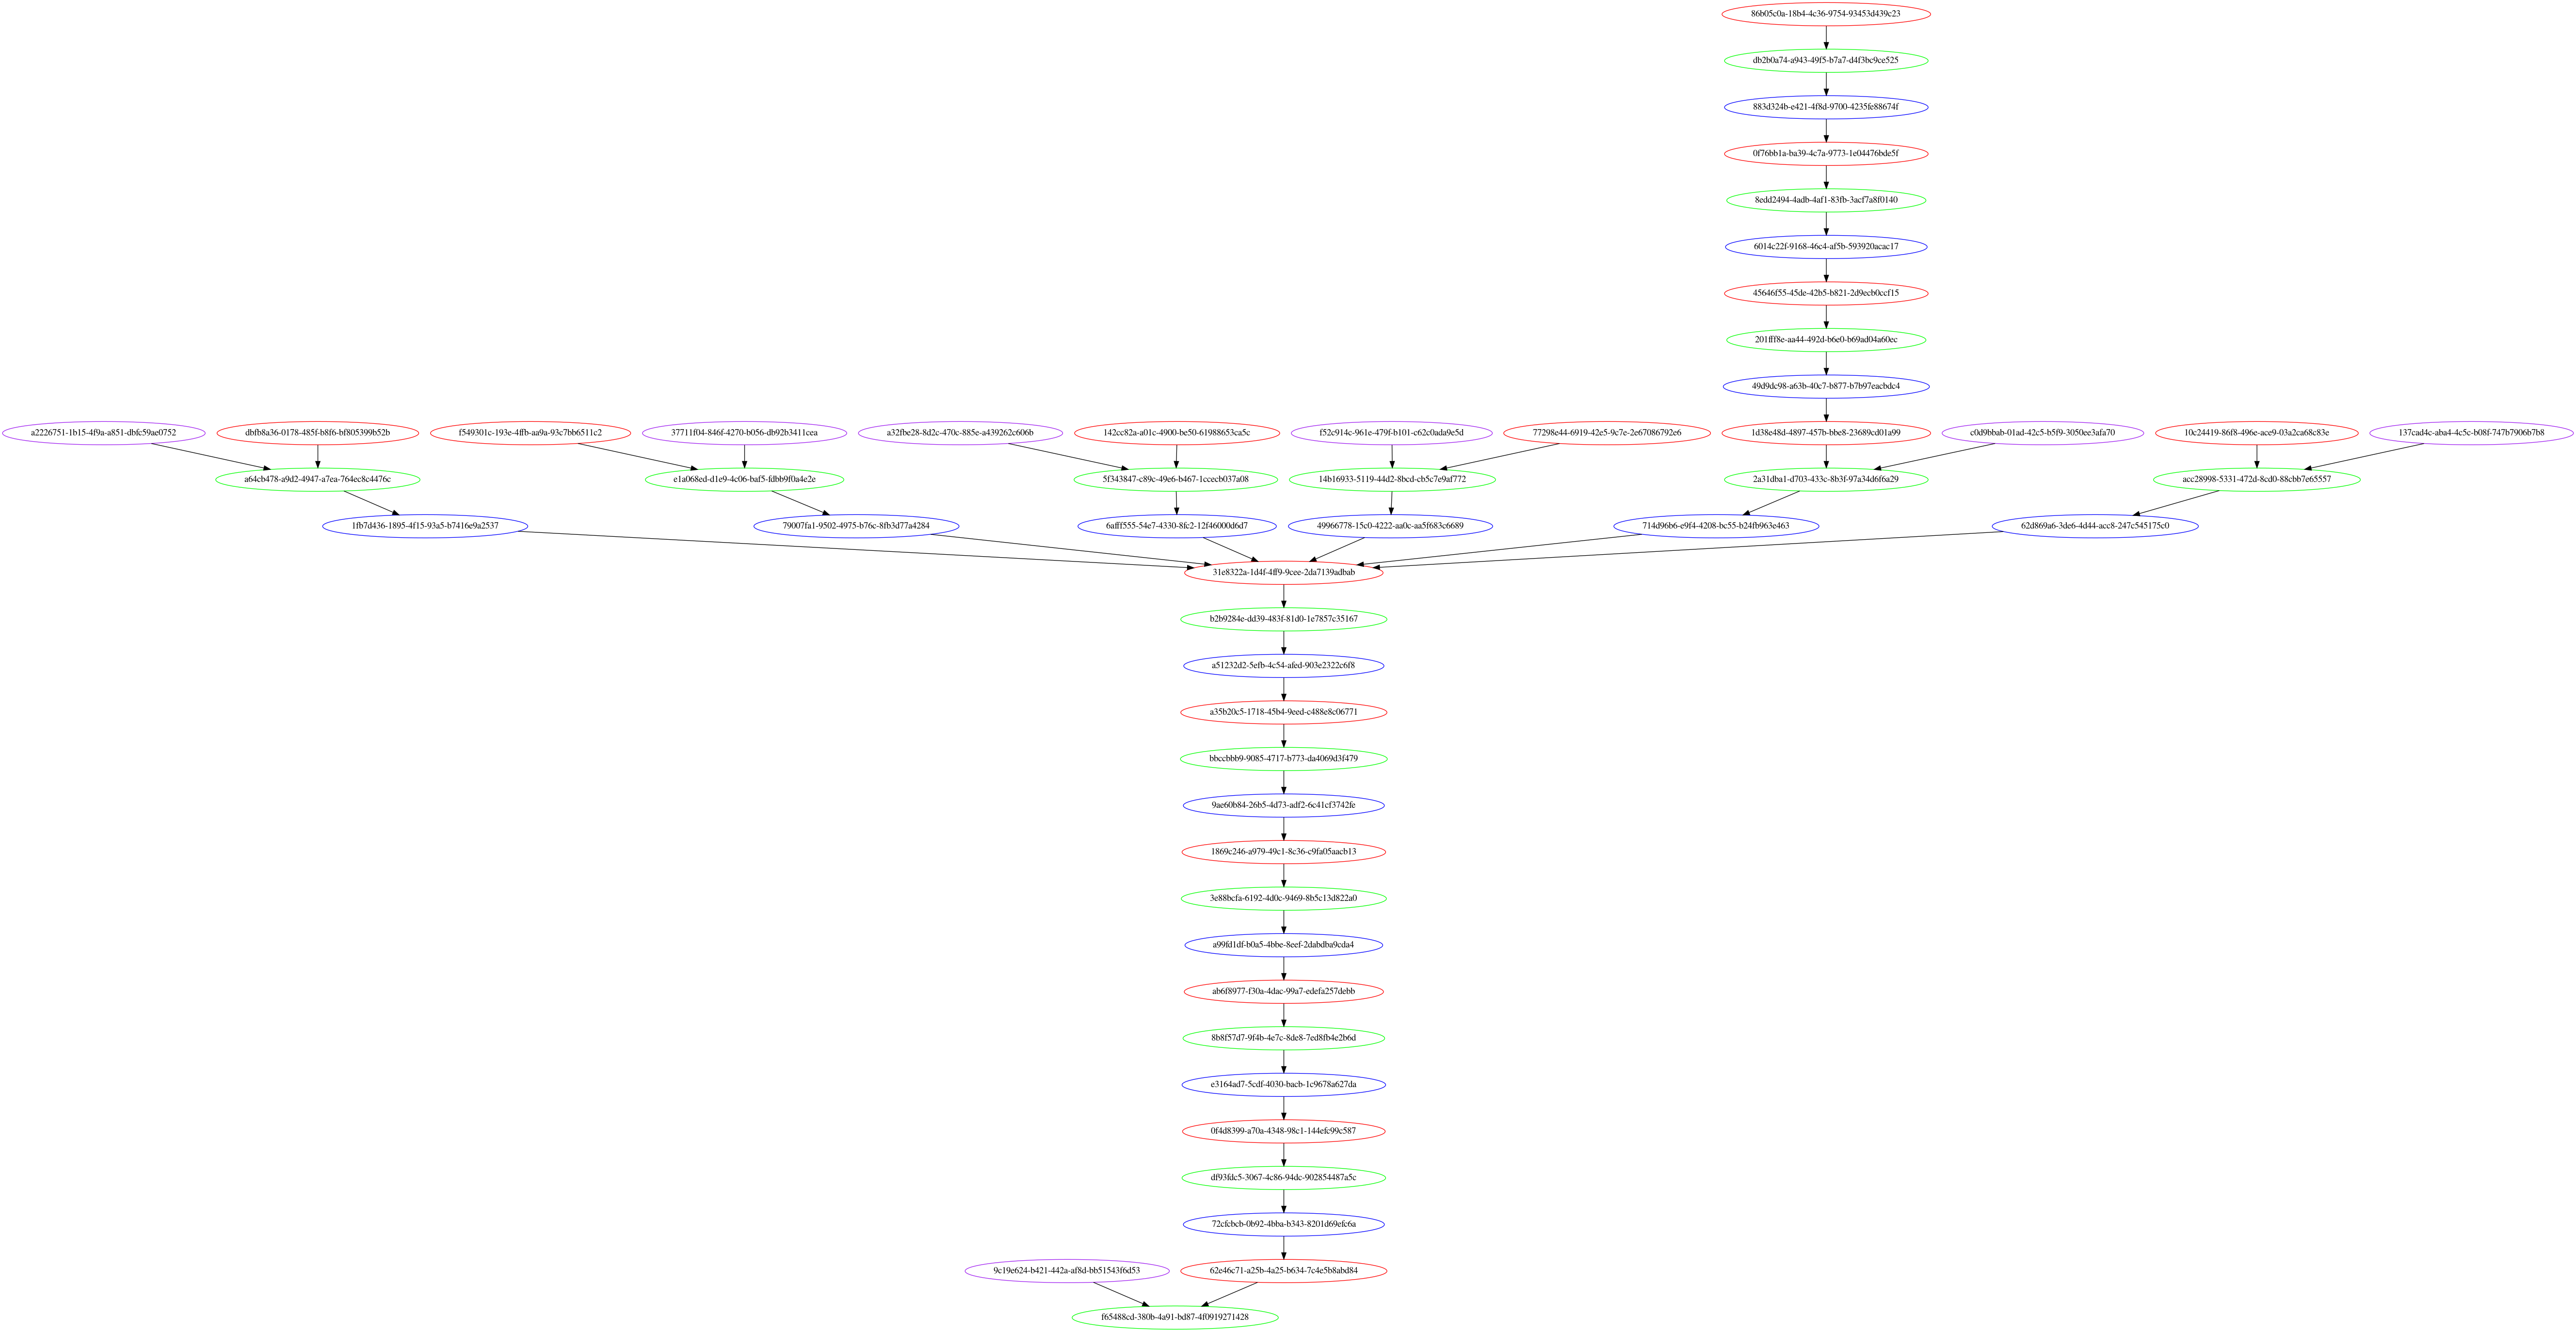 86b05c0a-18b4-4c36-9754-93453d439c23
db2b0a74-a943-49f5-b7a7-d4f3bc9ce525
883d324b-e421-4f8d-9700-4235fe88674f
0f76bb1a-ba39-4c7a-9773-1e04476bde5f
8edd2494-4adb-4af1-83fb-3acf7a8f0140
6014c22f-9168-46c4-af5b-593920acac17
45646f55-45de-42b5-b821-2d9ecb0ccf15
201fff8e-aa44-492d-b6e0-b69ad04a60ec
49d9dc98-a63b-40c7-b877-b7b97eacbdc4
a2226751-1b15-4f9a-a851-dbfc59ae0752
dbfb8a36-0178-485f-b8f6-bf805399b52b
f549301c-193e-4ffb-aa9a-93c7bb6511c2
37711f04-846f-4270-b056-db92b3411cea
a32fbe28-8d2c-470c-885e-a439262c606b
142cc82a-a01c-4900-be50-61988653ca5c
f52c914c-961e-479f-b101-c62c0ada9e5d
77298e44-6919-42e5-9c7e-2e67086792e6
1d38e48d-4897-457b-bbe8-23689cd01a99
c0d9bbab-01ad-42c5-b5f9-3050ee3afa70
10c24419-86f8-496e-ace9-03a2ca68c83e
137cad4c-aba4-4c5c-b08f-747b7906b7b8
a64cb478-a9d2-4947-a7ea-764ec8c4476c
e1a068ed-d1e9-4c06-baf5-fdbb9f0a4e2e
5f343847-c89c-49e6-b467-1ccecb037a08
14b16933-5119-44d2-8bcd-cb5c7e9af772
2a31dba1-d703-433c-8b3f-97a34d6f6a29
acc28998-5331-472d-8cd0-88cbb7e65557
1fb7d436-1895-4f15-93a5-b7416e9a2537
79007fa1-9502-4975-b76c-8fb3d77a4284
6afff555-54e7-4330-8fc2-12f46000d6d7
49966778-15c0-4222-aa0c-aa5f683c6689
714d96b6-e9f4-4208-bc55-b24fb963e463
62d869a6-3de6-4d44-acc8-247c545175c0
31e8322a-1d4f-4ff9-9cee-2da7139adbab
b2b9284e-dd39-483f-81d0-1e7857c35167
a51232d2-5efb-4c54-afed-903e2322c6f8
a35b20c5-1718-45b4-9eed-c488e8c06771
bbccbbb9-9085-4717-b773-da4069d3f479
9ae60b84-26b5-4d73-adf2-6c41cf3742fe
1869c246-a979-49c1-8c36-c9fa05aacb13
3e88bcfa-6192-4d0c-9469-8b5c13d822a0
a99fd1df-b0a5-4bbe-8eef-2dabdba9cda4
ab6f8977-f30a-4dac-99a7-edefa257debb
8b8f57d7-9f4b-4e7c-8de8-7ed8fb4e2b6d
e3164ad7-5cdf-4030-bacb-1c9678a627da
0f4d8399-a70a-4348-98c1-144efc99c587
df93fdc5-3067-4c86-94dc-902854487a5c
72cfcbcb-0b92-4bba-b343-8201d69efc6a
9c19e624-b421-442a-af8d-bb51543f6d53
62e46c71-a25b-4a25-b634-7c4e5b8abd84
f65488cd-380b-4a91-bd87-4f0919271428